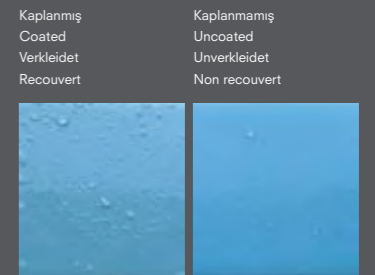 Kaplanmış
Coated
Verkleidet
Recouvert
Kaplanmamış
Uncoated
Unverkleidet
Non recouvert